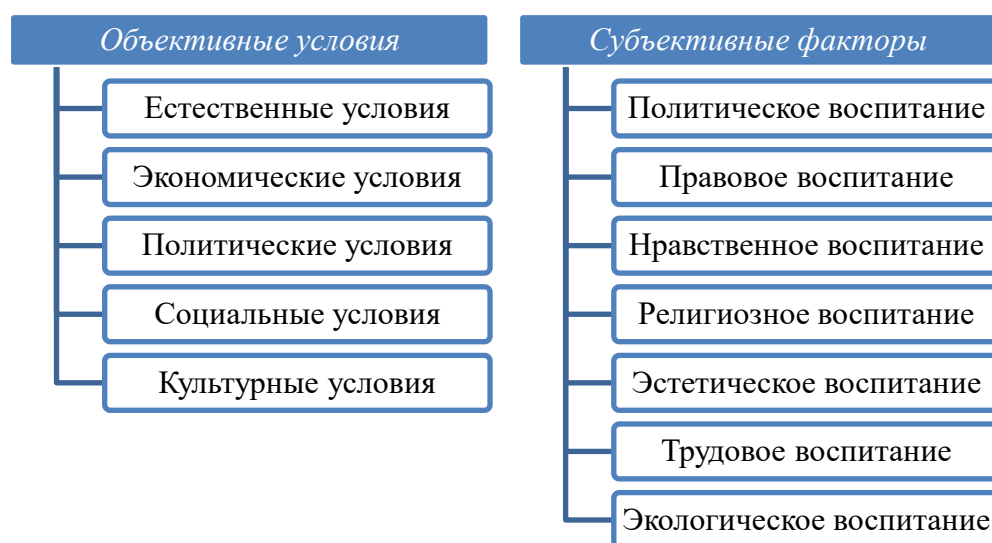 Объективные условия
Естественные условия
Экономические условия
Политические условия
Социальные условия
Культурные условия
Субъективные факторы
Политическое воспитание
Правовое воспитание
Нравственное воспитание
Религиозное воспитание
Эстетическое воспитание
Трудовое воспитание
Экологическое воспитание